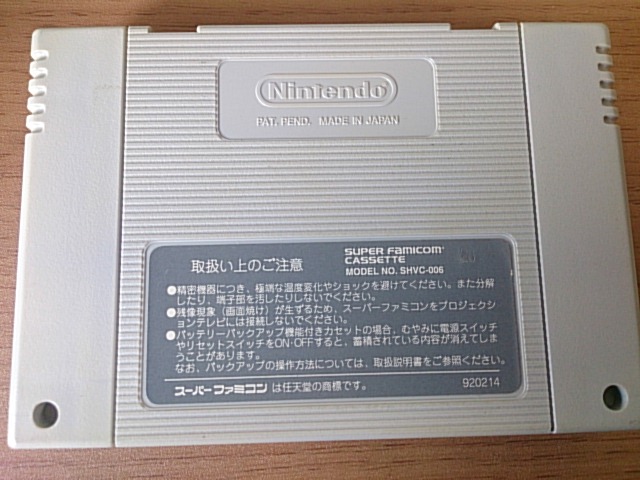 Nintendo
PAT. PEND. MADE IN JAPAN
取扱い上のご注意
SUPER FAMICOM
CASSETTE
MODEL NO. SHVC-006
●精密機器につき、極端な温度変化やショックを避けてください。また分解
したり、端子部を汚したりしないでください。
●残像現象（画面焼け）が生ずるため、スーパーファミコンをプロジェクシ
ョンテレビには接続しないでください。
●バッテリーバックアップ機能付きカセットの場合、むやみに電源スイッチ
やリセットスイッチをON·OFFすると、蓄積されている内容が消えてしま
うことがあります。
なお、バックアップの操作方法については、取扱説明書をご参照ください。
スーパーファミコン は任天堂の商標です。
920214